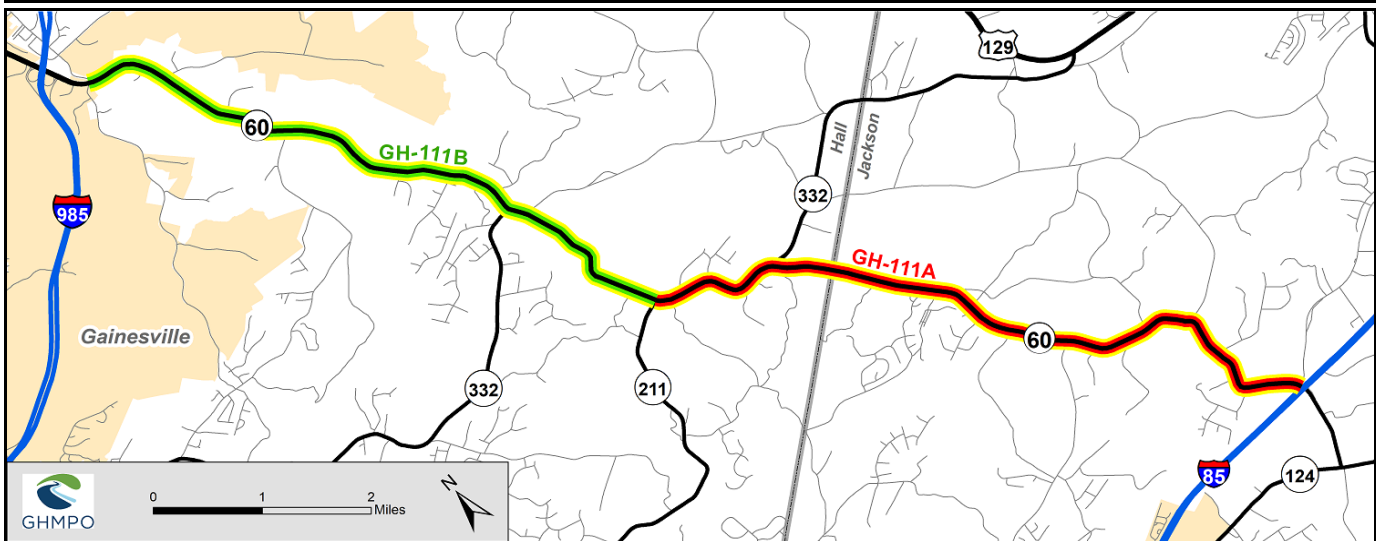 129
60
GH-111B
Hall
Jackson
332
985
GH-111A
60
Gainesville
332
211
85
124
GHMPO
0 1 2
Miles
N